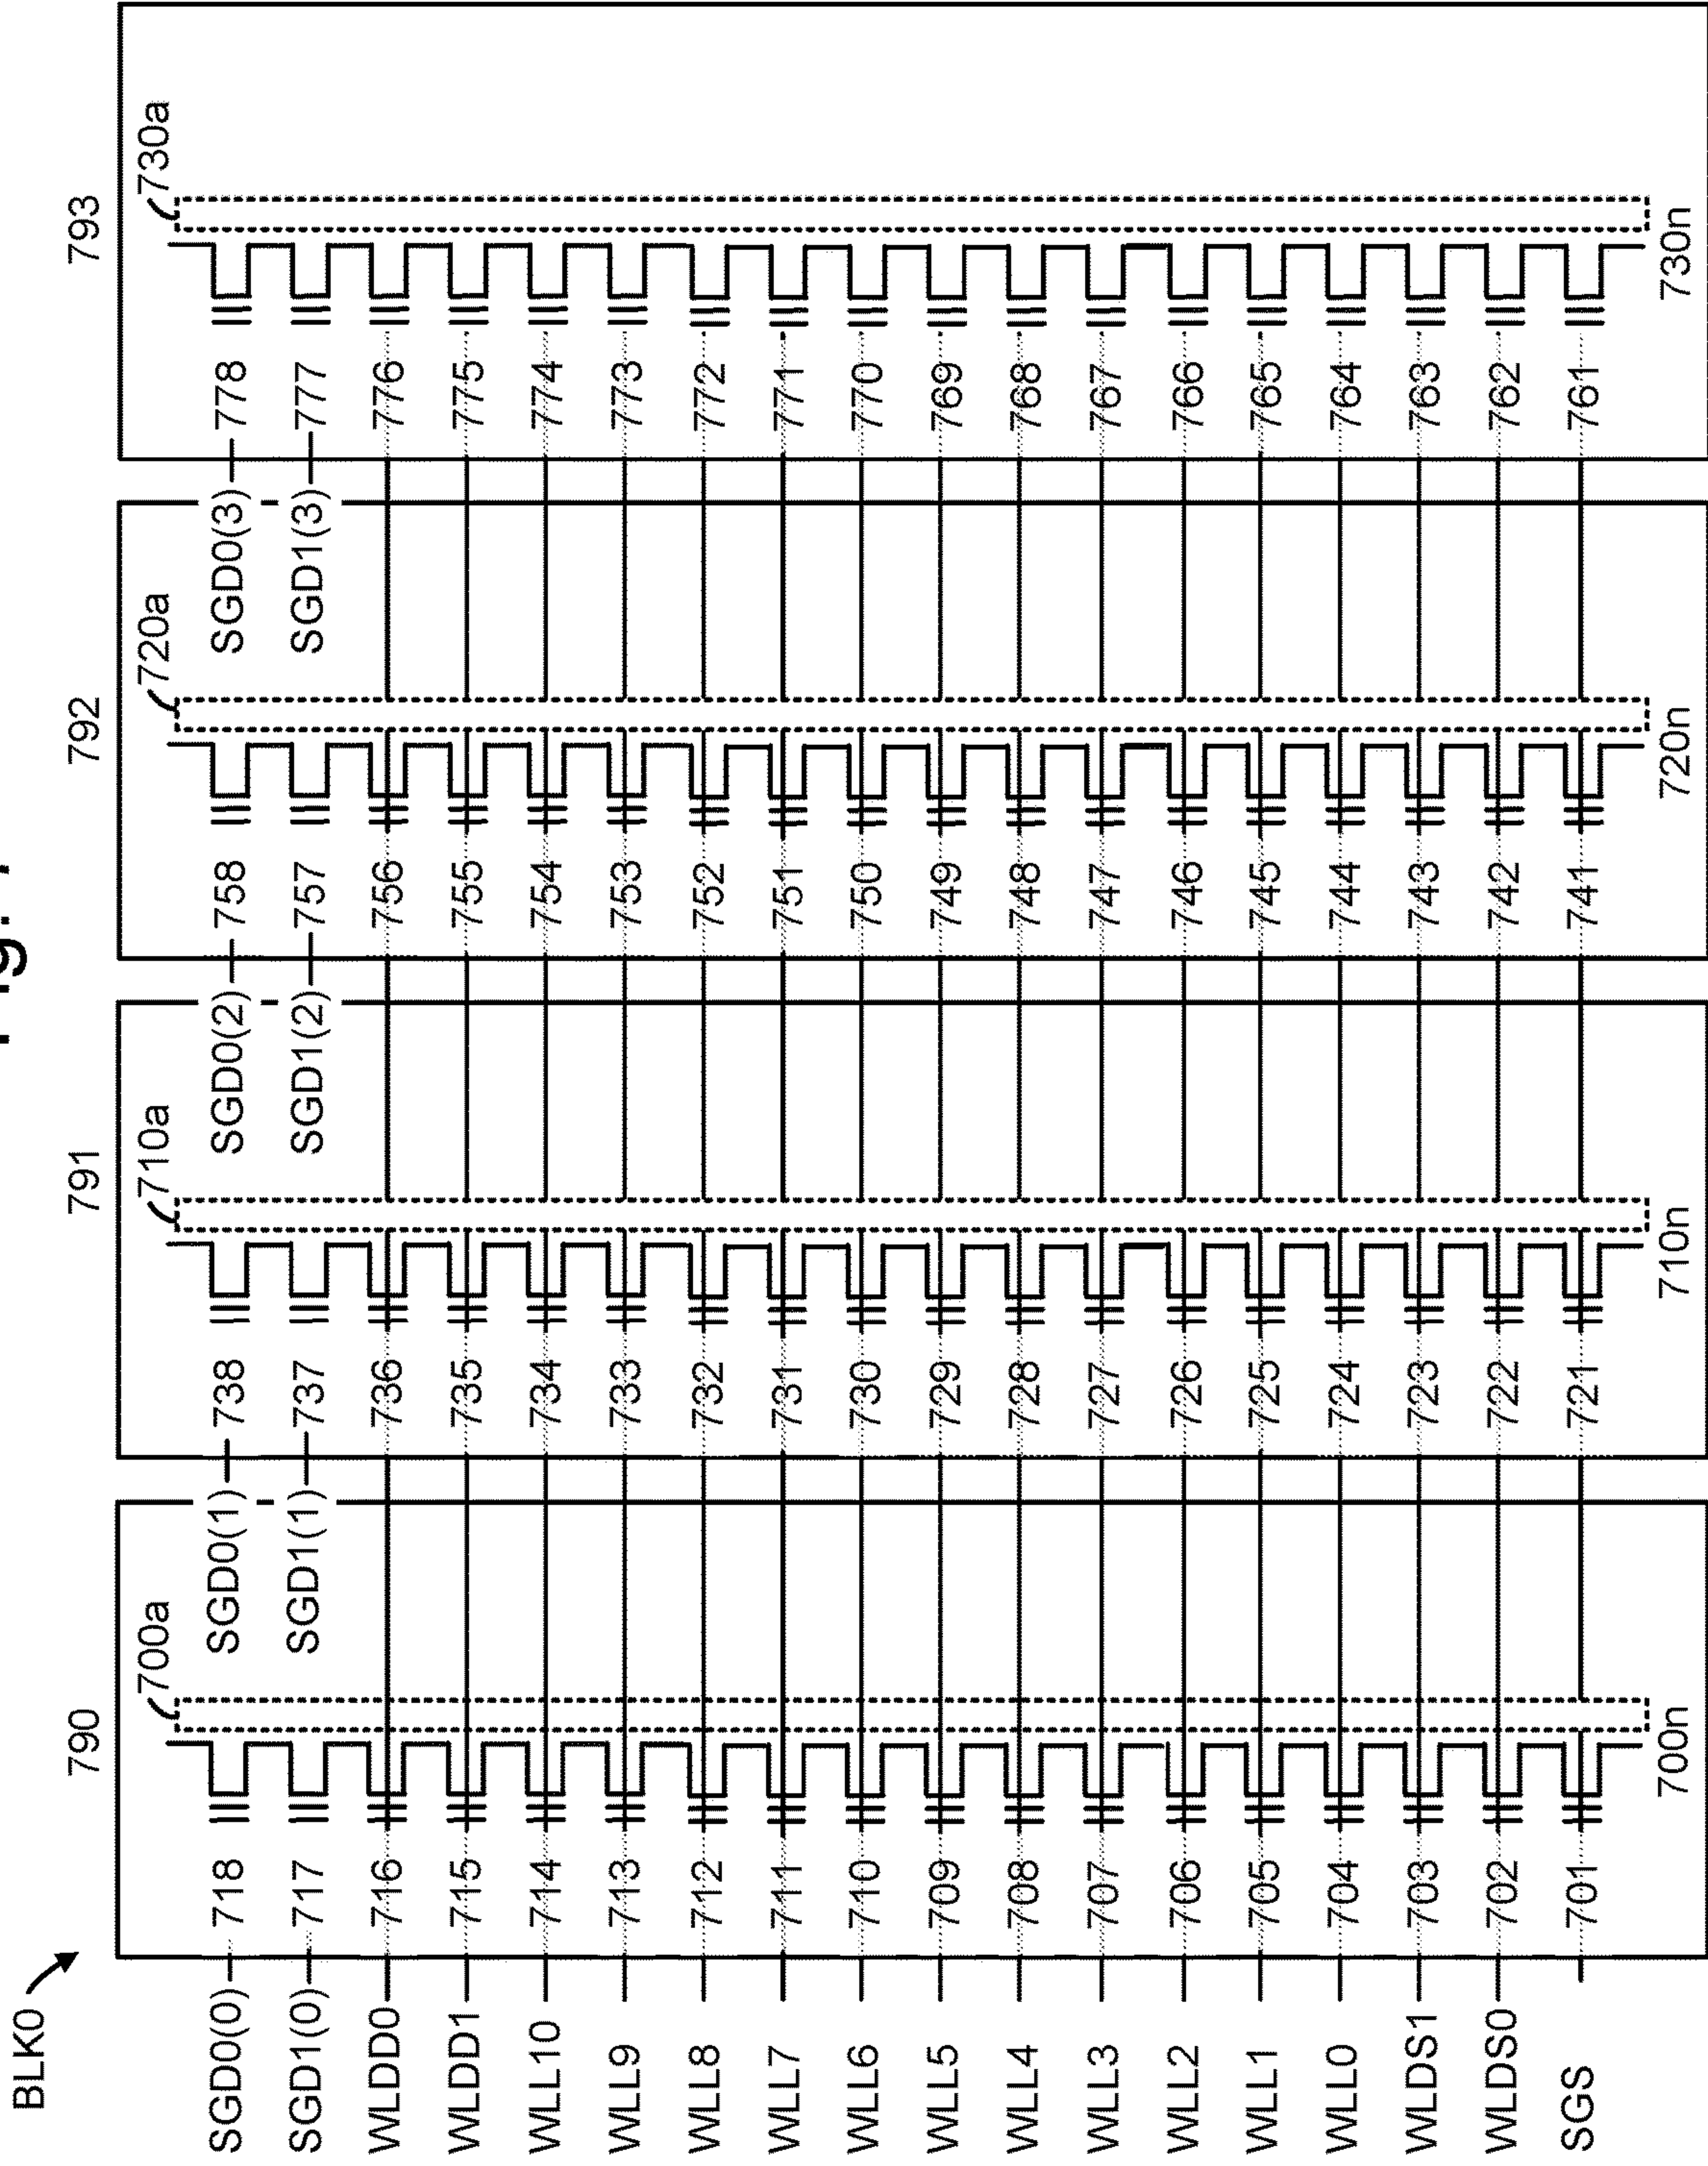 BLK0
790 791 792 793
700a 710a 720a 730a
SGD0(0) 718 SGD0(1) 738 SGD0(2) 758 SGD0(3) 778
SGD1(0) 717 SGD1(1) 737 SGD1(2) 757 SGD1(3) 777
WLDD0 716 736 756 776
WLDD1 715 735 755 775
WLL10 714 734 754 774
WLL9 713 733 753 773
WLL8 712 732 752 772
WLL7 711 731 751 771
WLL6 710 730 750 770
WLL5 709 729 749 769
WLL4 708 728 748 768
WLL3 707 727 747 767
WLL2 706 726 746 766
WLL1 705 725 745 765
WLL0 704 724 744 764
WLDS1 703 723 743 763
WLDS0 702 722 742 762
SGS 701 721 741 761
700n 710n 720n 730n